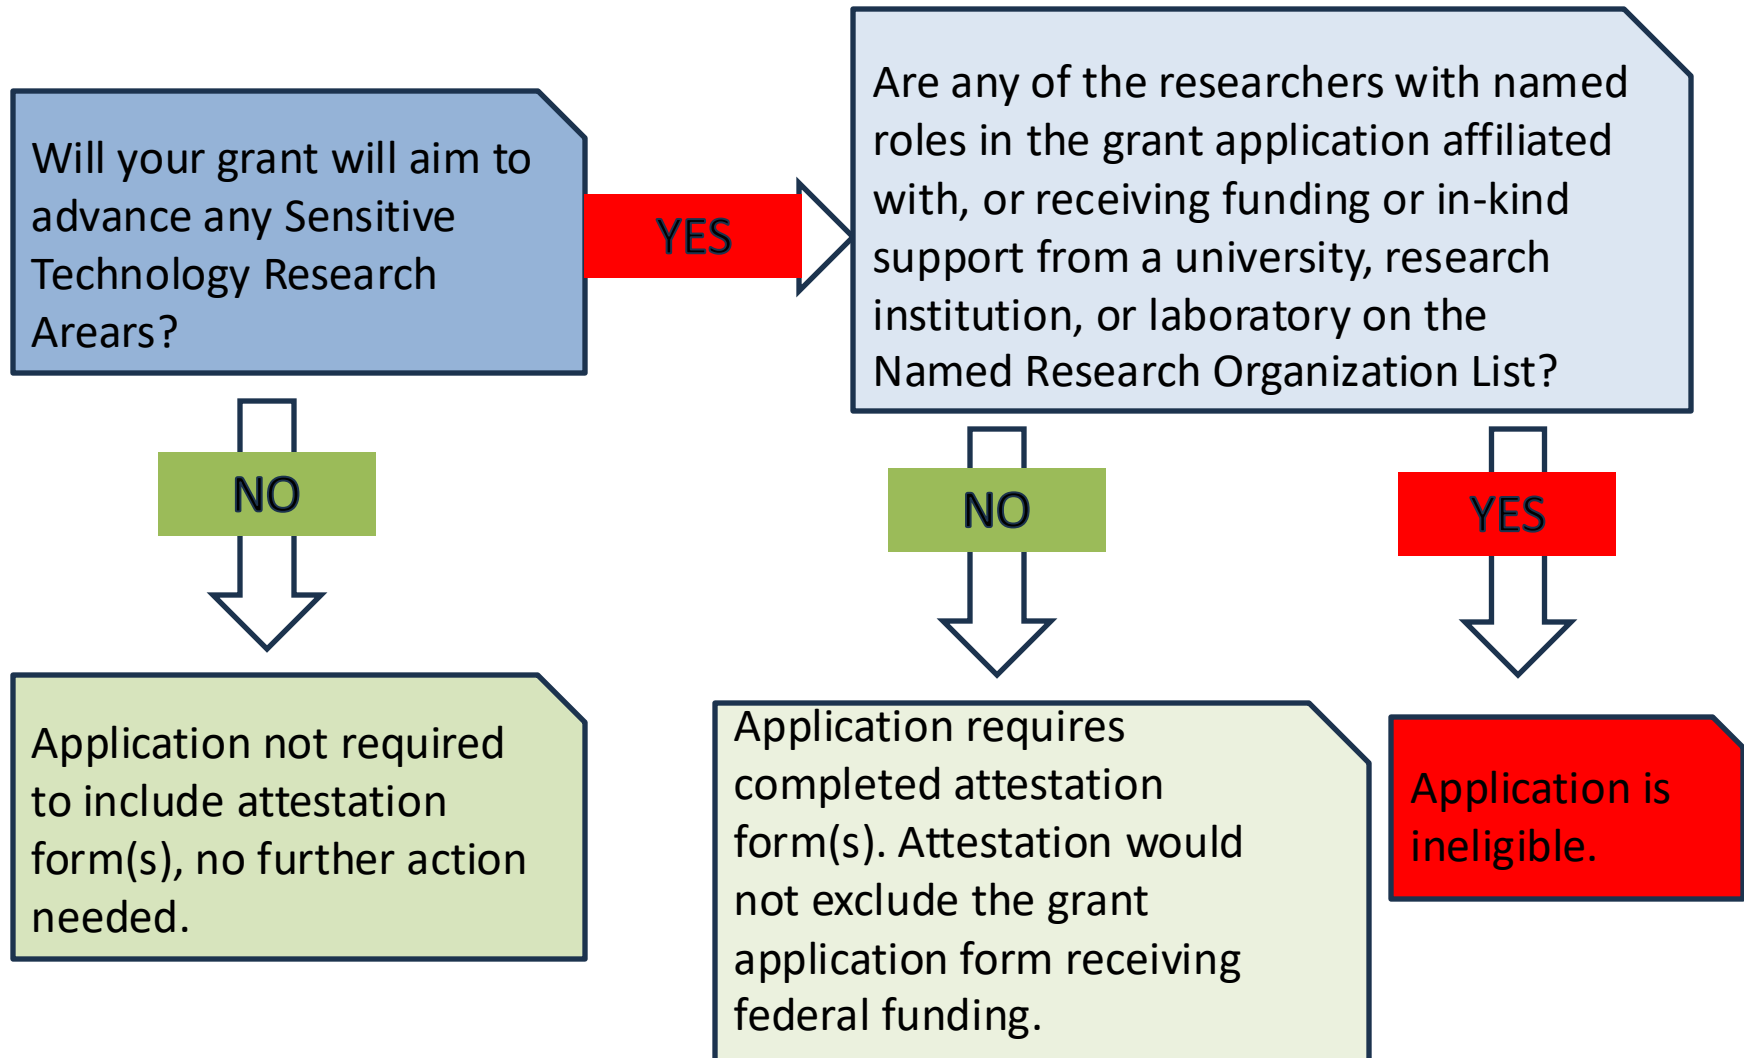 Will your grant will aim to
advance any Sensitive
Technology Research
Arears?
YES
Are any of the researchers with named
roles in the grant application affiliated
with, or receiving funding or in-kind
support from a university, research
institution, or laboratory on the
Named Research Organization List?
NO
NO
YES
Application not required
to include attestation
form(s), no further action
needed.
Application requires
completed attestation
form(s). Attestation would
not exclude the grant
application form receiving
federal funding.
Application is
ineligible.